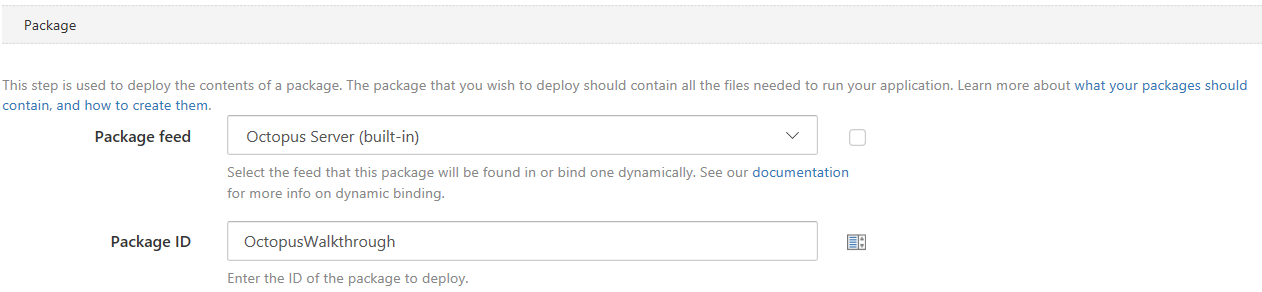 Package
This step is used to deploy the contents of a package. The package that you wish to deploy should contain all the files needed to run your application. Learn more about what your packages should
contain, and how to create them.
Package feed
Octopus Server (built-in)
Select the feed that this package will be found in or bind one dynamically. See our documentation
for more info on dynamic binding.
Package ID
OctopusWalkthrough
Enter the ID of the package to deploy.